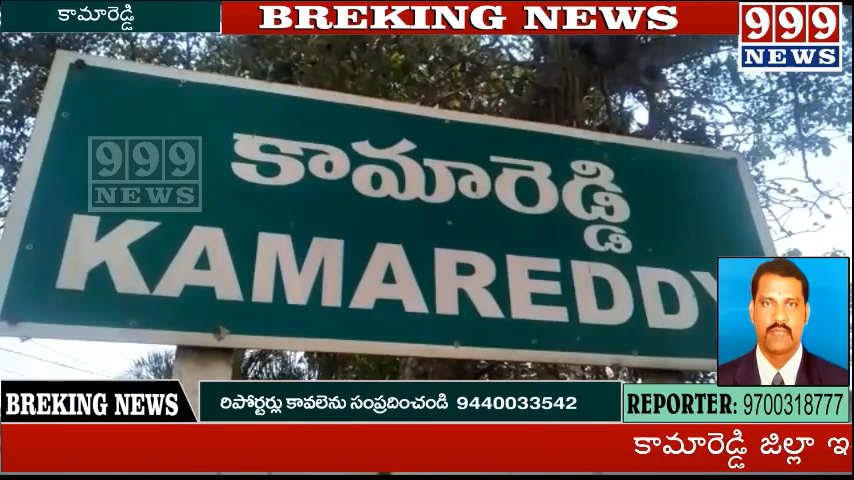 కామారెడ్డి
BREKING NEWS
999
NEWS
999
NEWS
కామారెడ్డి
KAMAREDDY
BREKING NEWS
రిపోర్టర్లు కావలెను సంప్రదించండి 9440033542
REPORTER: 9700318777
కామారెడ్డి జిల్లా